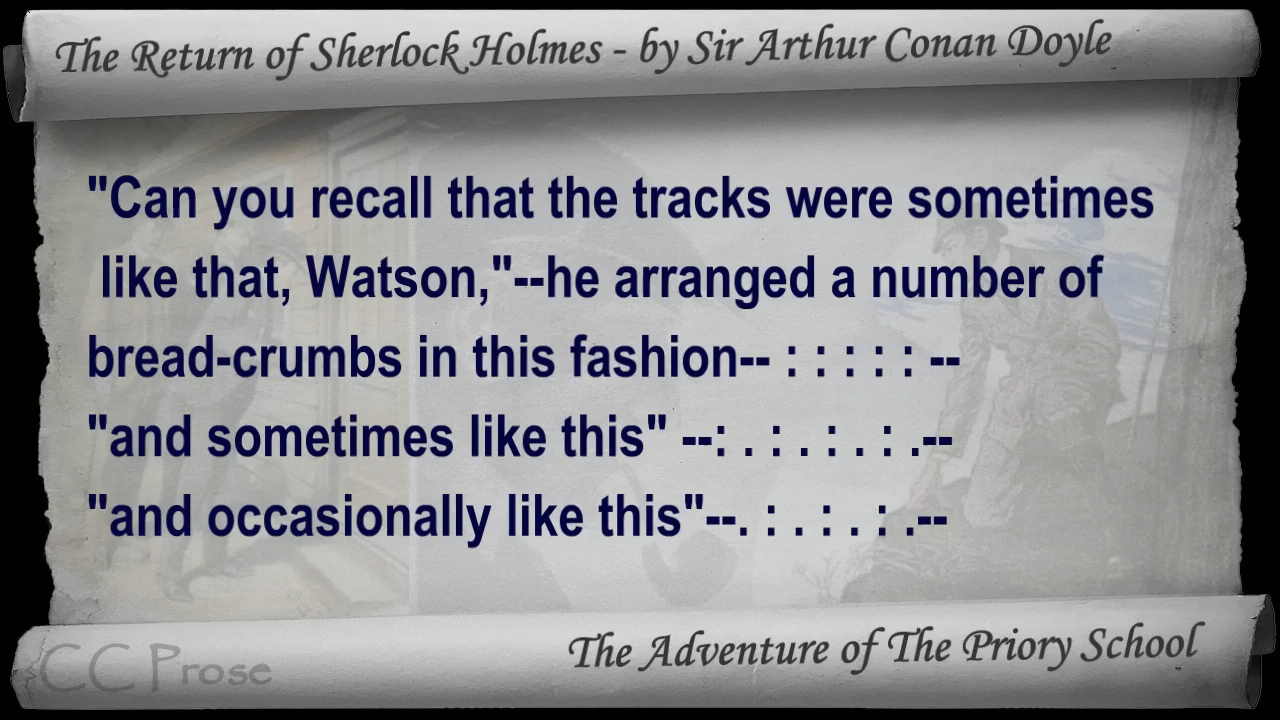 The Return of Sherlock Holmes - by Sir Arthur Conan Doyle
"Can you recall that the tracks were sometimes
like that, Watson,"--he arranged a number of
bread-crumbs in this fashion-- : : : : : --
"and sometimes like this" --: . : . : . : .--
"and occasionally like this"--. : . : . : .--
The Adventure of The Priory School
CC Prose